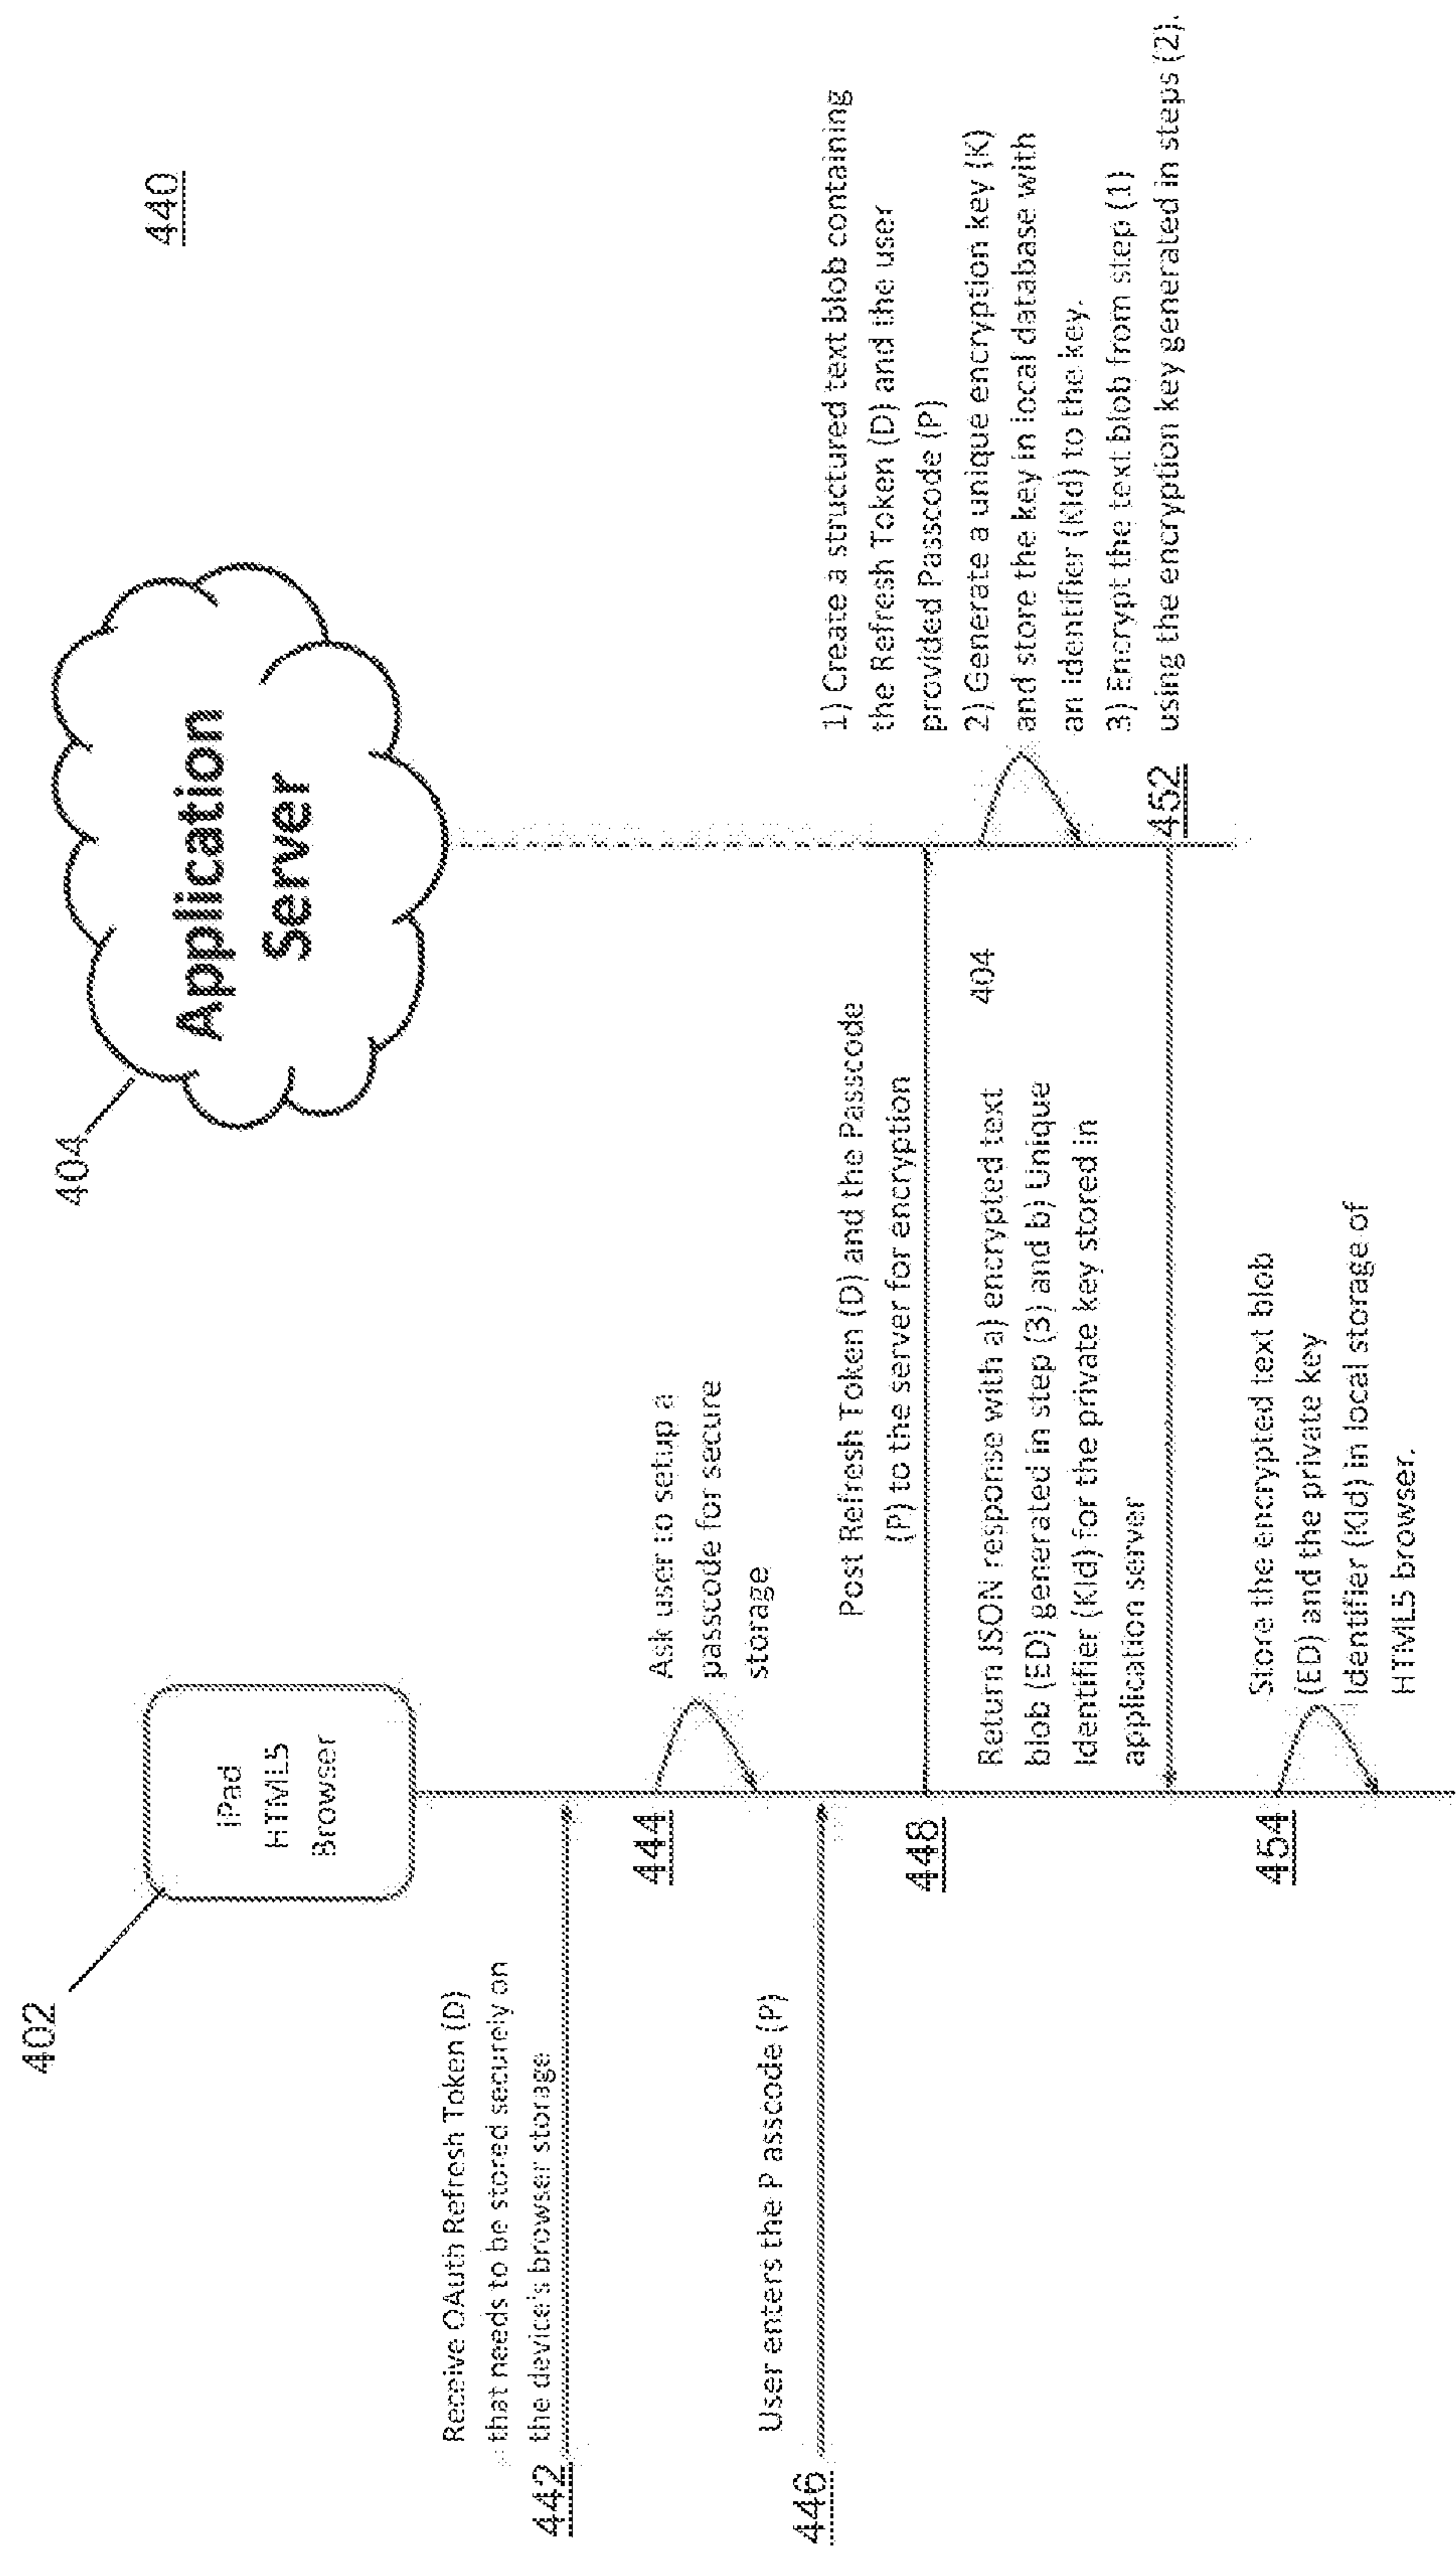 440
402
iPad
HTML5
Browser
404
Application
Server
Receive OAuth Refresh Token (D)
that needs to be stored securely on
the device's browser storage
442
444
Ask user to setup a
passcode for secure
storage
User enters the P asscode (P)
446
Post Refresh Token (D) and the Passcode
(P) to the server for encryption
448
1) Create a structured text blob containing
the Refresh Token (D) and the user
provided Passcode (P)
2) Generate a unique encryption key (K)
and store the key in local database with
an identifier (KId) to the key.
3) Encrypt the text blob from step (1)
using the encryption key generated in steps (2).
404
Return JSON response with a) encrypted text
blob (ED) generated in step (3) and b) Unique
Identifier (KId) for the private key stored in
application server
452
454
Store the encrypted text blob
(ED) and the private key
Identifier (KId) in local storage of
HTML5 browser.